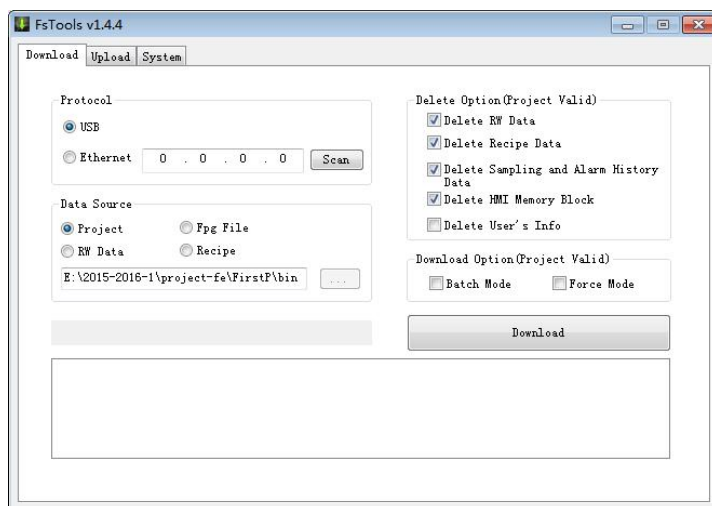 FsTools v1.4.4
Download Upload System
Protocol
USB
Ethernet 0 . 0 . 0 . 0 Scan
Data Source
Project Fpg File
RW Data Recipe
E:\2015-2016-1\project-fe\FirstP\bin ...
Delete Option(Project Valid)
Delete RW Data
Delete Recipe Data
Delete Sampling and Alarm History
Data
Delete HMI Memory Block
Delete User's Info
Download Option(Project Valid)
Batch Mode Force Mode
Download